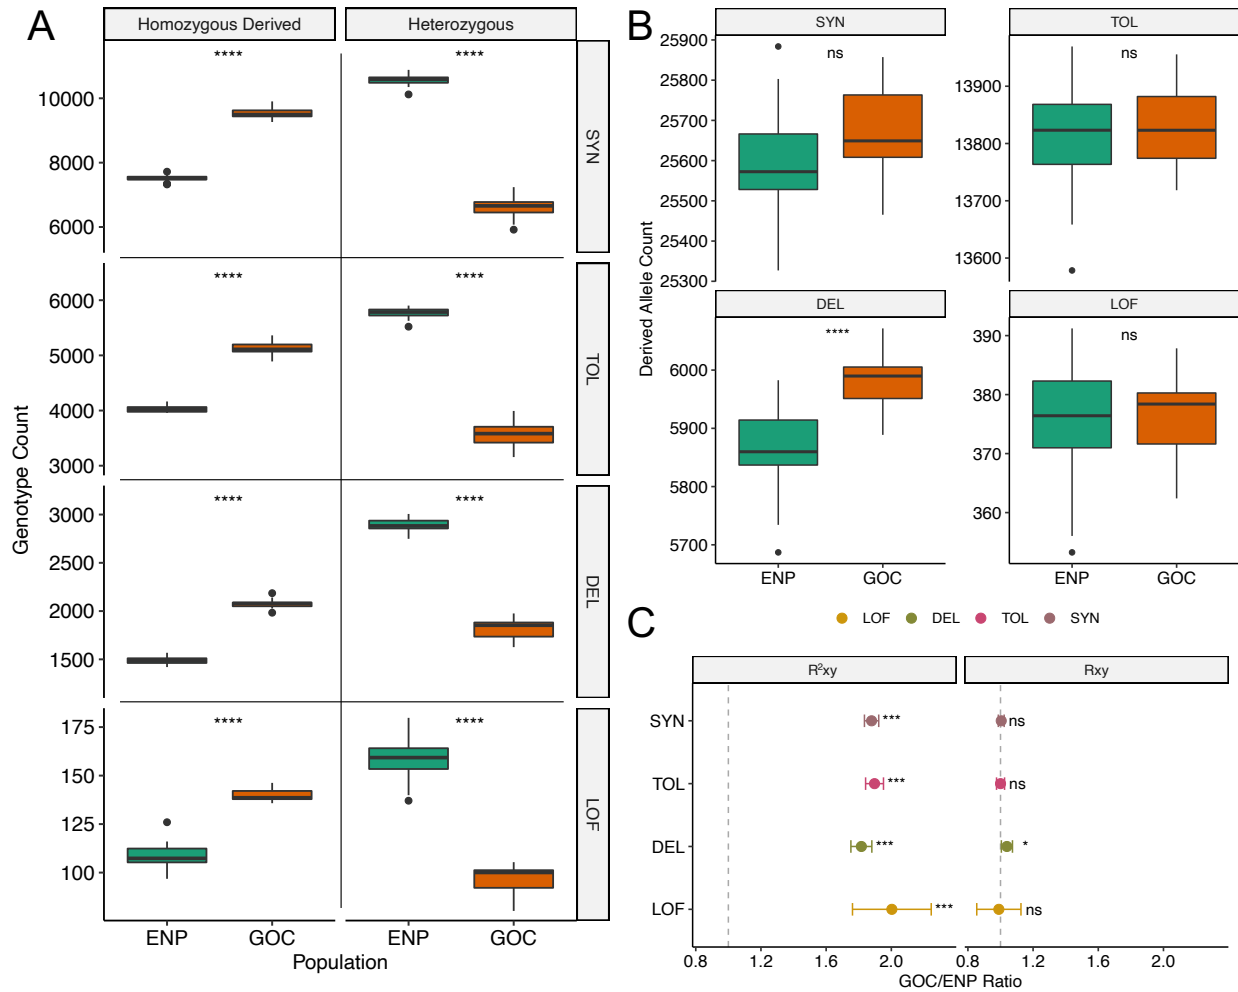 A
Homozygous Derived
Heterozygous
Genotype Count
10000
8000
6000
****
****
SYN
6000
5000
4000
3000
****
****
TOL
3000
2500
2000
1500
****
****
DEL
175
150
125
100
****
****
LOF
ENP
GOC
ENP
GOC
Population
B
Derived Allele Count
SYN
25900
25800
25700
25600
25500
25400
25300
ns
TOL
13900
13800
13700
13600
ns
DEL
6000
5900
5800
5700
****
ENP
GOC
LOF
390
380
370
360
ns
ENP
GOC
C
LOF
DEL
TOL
SYN
R²xy
Rxy
SYN
***
ns
TOL
***
ns
DEL
***
*
LOF
***
ns
0.8
1.2
1.6
2.0
0.8
1.2
1.6
2.0
GOC/ENP Ratio